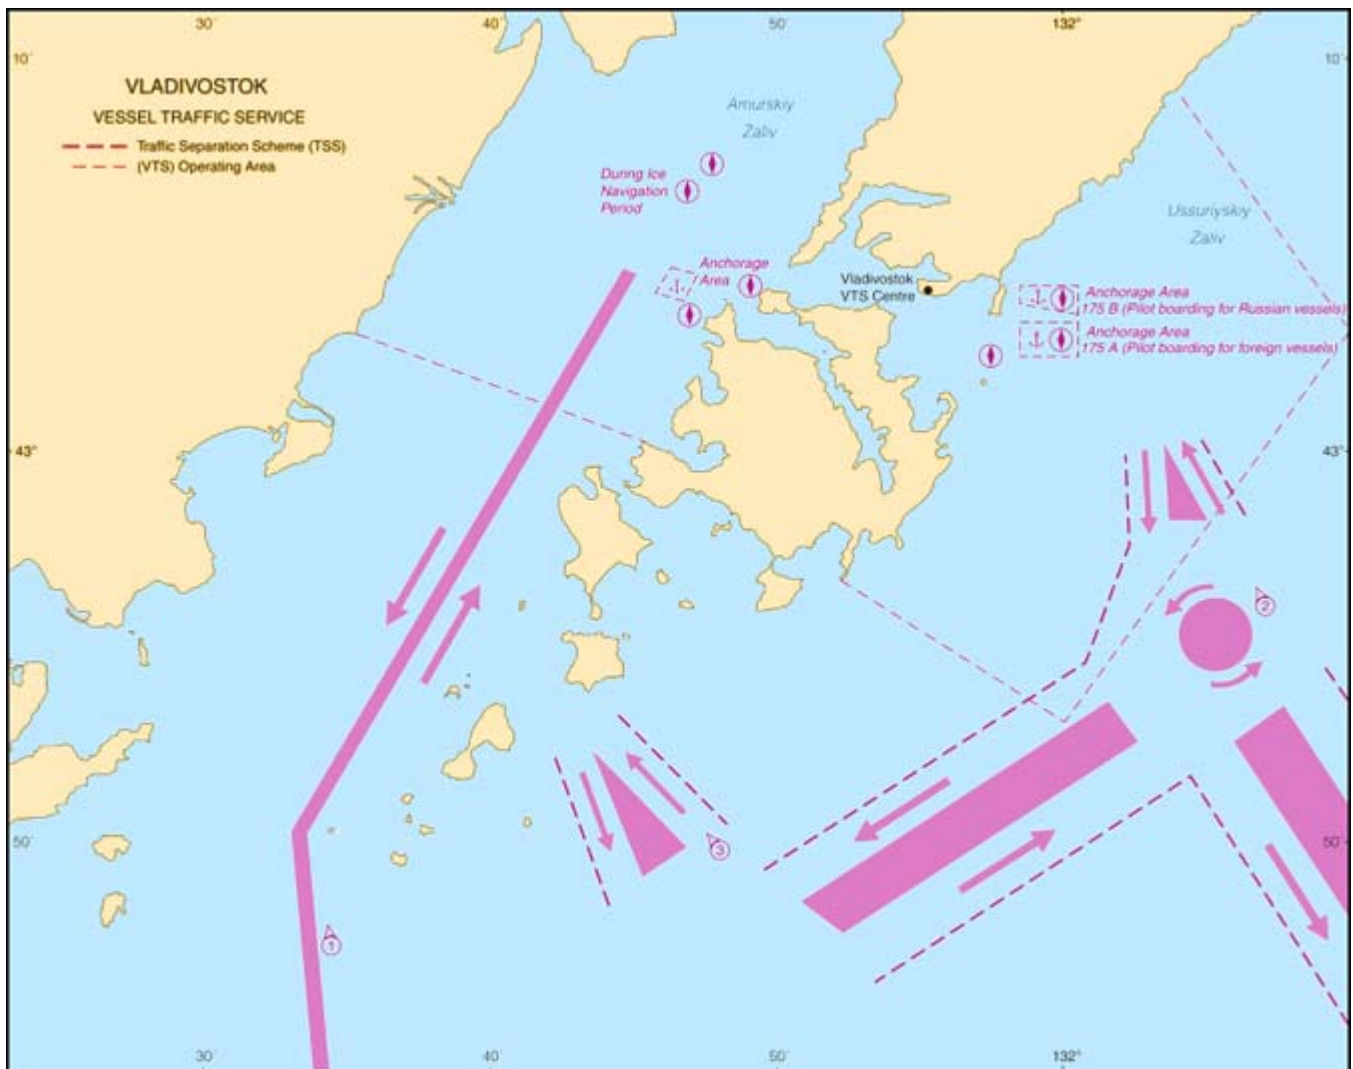 30´ 40´ 50´ 132°
10´ 10´
VLADIVOSTOK
VESSEL TRAFFIC SERVICE
Traffic Separation Scheme (TSS)
(VTS) Operating Area
Amurskiy
Zaliv
During Ice
Navigation
Period
Ussuriyskiy
Zaliv
Anchorage
Area
Vladivostok
VTS Centre
Anchorage Area
175 B (Pilot boarding for Russian vessels)
Anchorage Area
175 A (Pilot boarding for foreign vessels)
43° 43°
2
50´ 50´
3
1
30´ 40´ 50´ 132°